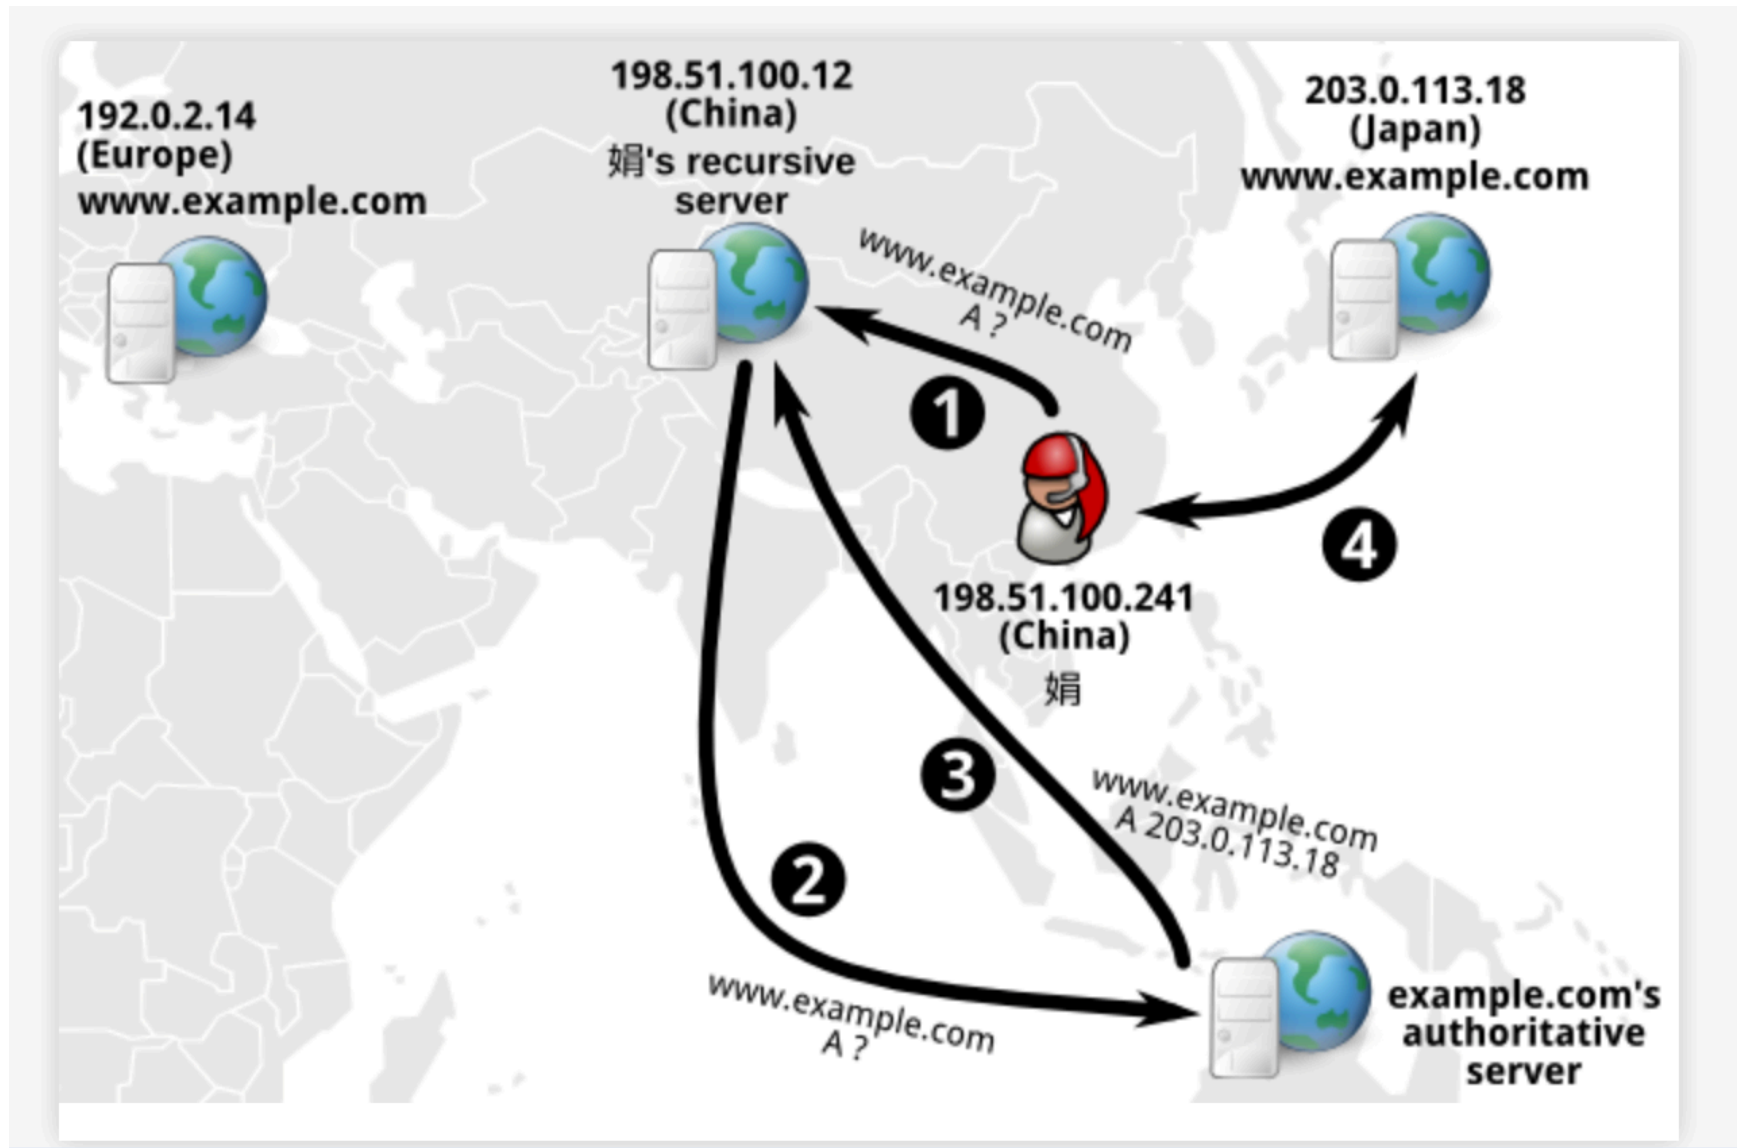 192.0.2.14
(Europe)
www.example.com
198.51.100.12
(China)
娟's recursive
server
203.0.113.18
(Japan)
www.example.com
www.example.com
A ?
1
4
198.51.100.241
(China)
娟
3
www.example.com
A 203.0.113.18
2
www.example.com
A ?
example.com's
authoritative
server